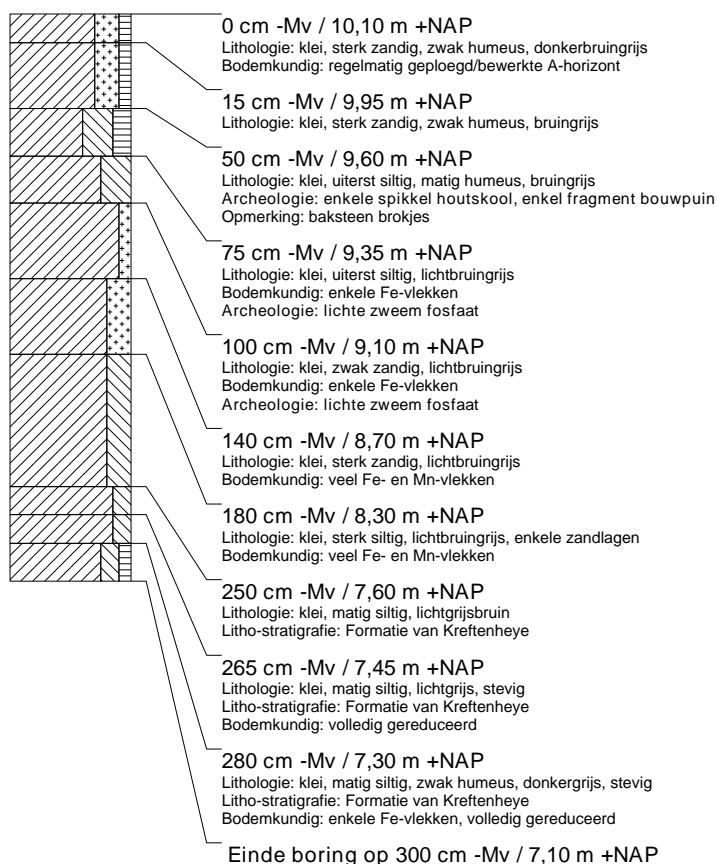 0 cm -Mv / 10,10 m +NAP
Lithologie: klei, sterk zandig, zwak humeus, donkerbruingrijs
Bodemkundig: regelmatig geploegd/bewerkte A-horizont
15 cm -Mv / 9,95 m +NAP
Lithologie: klei, sterk zandig, zwak humeus, bruingrijs
50 cm -Mv / 9,60 m +NAP
Lithologie: klei, uiterst siltig, matig humeus, bruingrijs
Archeologie: enkele spikkel houtskool, enkel fragment bouwpuin
Opmerking: baksteen brokjes
75 cm -Mv / 9,35 m +NAP
Lithologie: klei, uiterst siltig, lichtbruingrijs
Bodemkundig: enkele Fe-vlekken
Archeologie: lichte zweem fosfaat
100 cm -Mv / 9,10 m +NAP
Lithologie: klei, zwak zandig, lichtbruingrijs
Bodemkundig: enkele Fe-vlekken
Archeologie: lichte zweem fosfaat
140 cm -Mv / 8,70 m +NAP
Lithologie: klei, sterk zandig, lichtbruingrijs
Bodemkundig: veel Fe- en Mn-vlekken
180 cm -Mv / 8,30 m +NAP
Lithologie: klei, sterk siltig, lichtbruingrijs, enkele zandlagen
Bodemkundig: veel Fe- en Mn-vlekken
250 cm -Mv / 7,60 m +NAP
Lithologie: klei, matig siltig, lichtgrijsbruin
Litho-stratigrafie: Formatie van Kreftenheye
265 cm -Mv / 7,45 m +NAP
Lithologie: klei, matig siltig, lichtgrijs, stevig
Litho-stratigrafie: Formatie van Kreftenheye
Bodemkundig: volledig gereduceerd
280 cm -Mv / 7,30 m +NAP
Lithologie: klei, matig siltig, zwak humeus, donkergrijs, stevig
Litho-stratigrafie: Formatie van Kreftenheye
Bodemkundig: enkele Fe-vlekken, volledig gereduceerd
Einde boring op 300 cm -Mv / 7,10 m +NAP